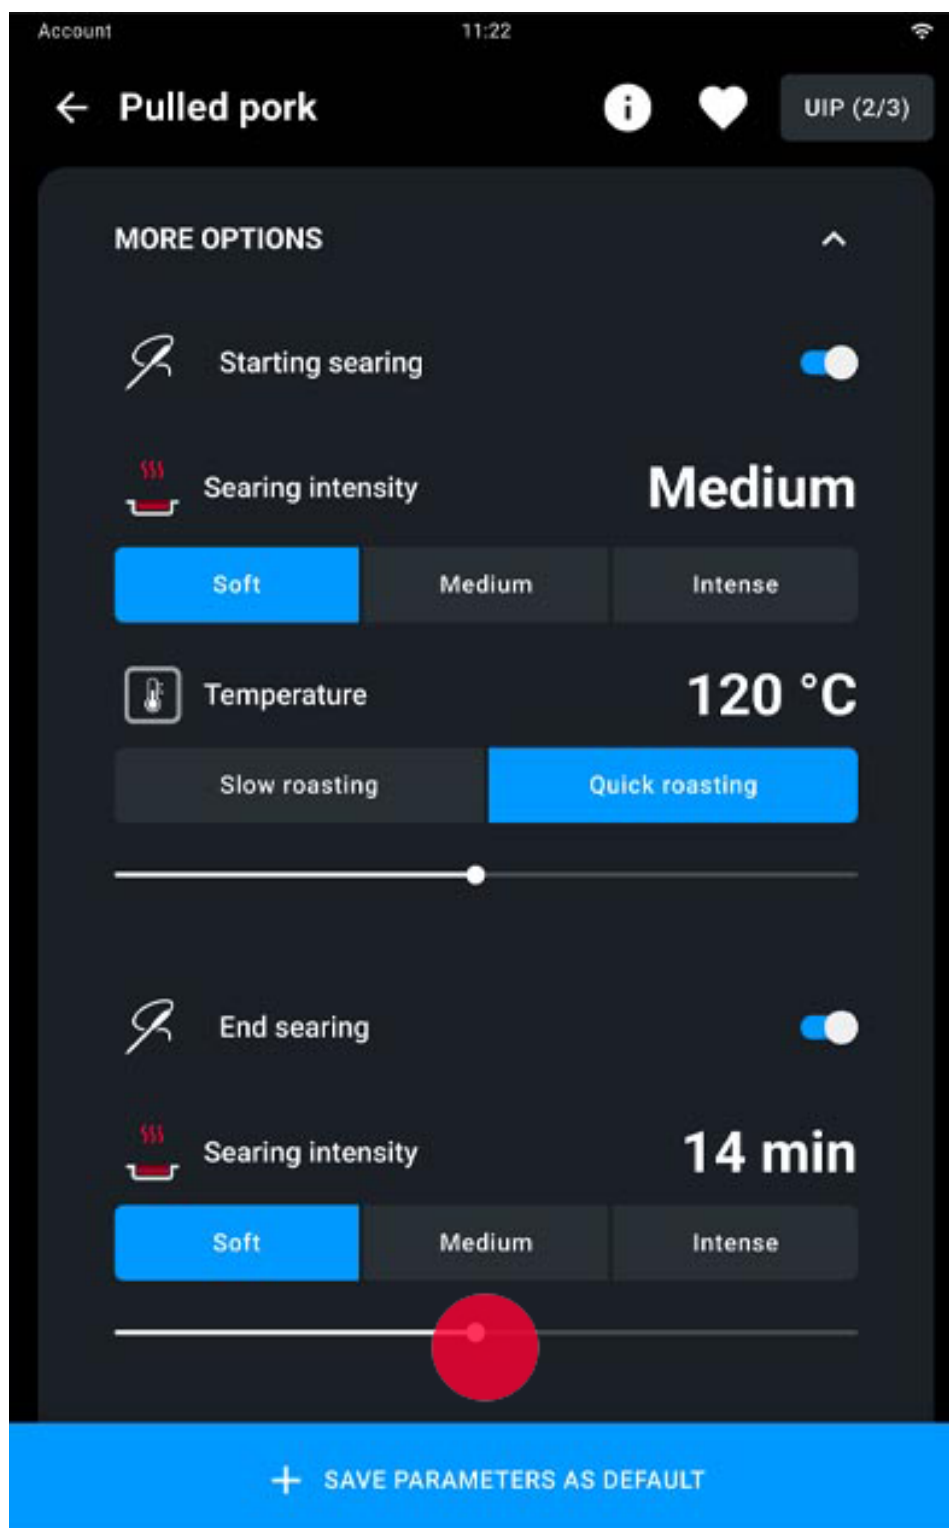 Account 11:22
Pulled pork UIP (2/3)
MORE OPTIONS
Starting searing
Searing intensity Medium
Soft Medium Intense
Temperature 120 °C
Slow roasting Quick roasting
End searing
Searing intensity 14 min
Soft Medium Intense
+ SAVE PARAMETERS AS DEFAULT